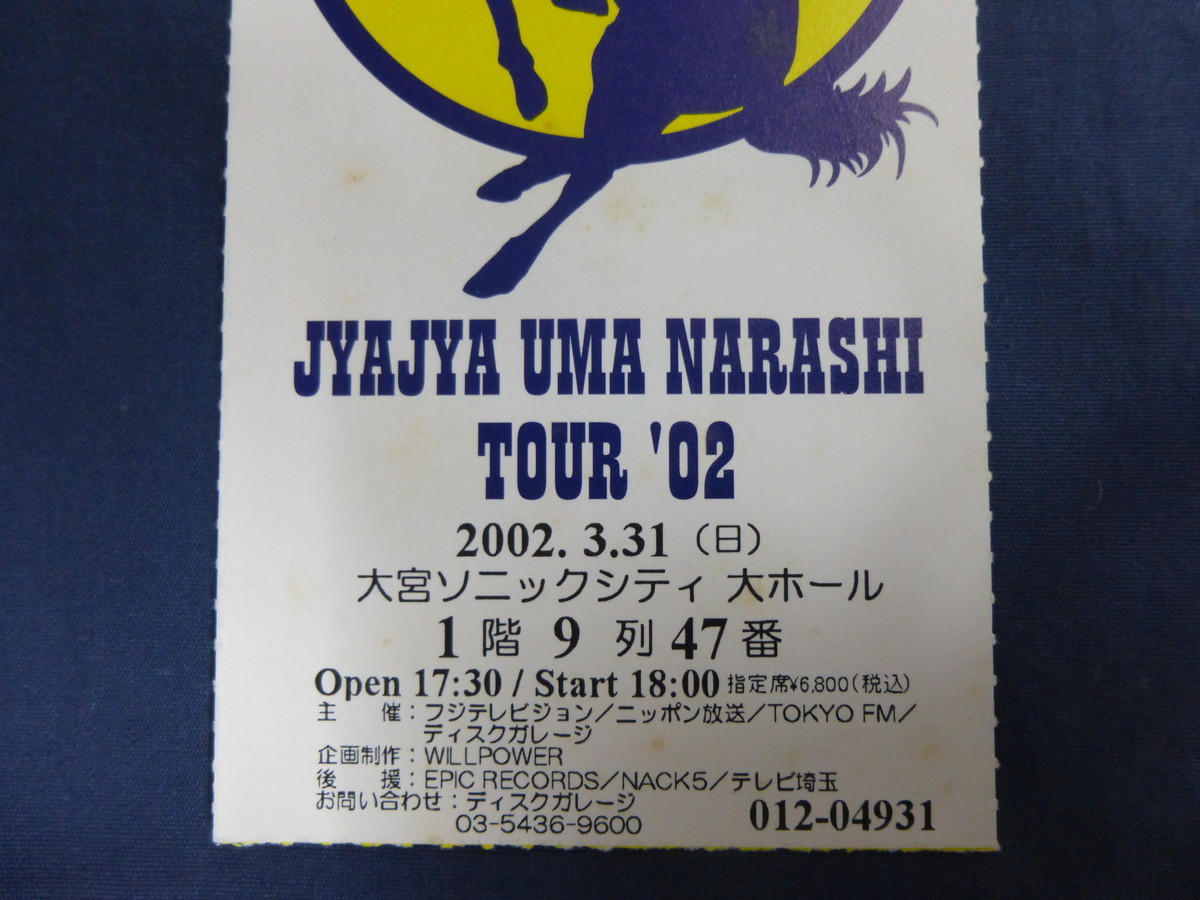 JYAJYA UMA NARASHI
TOUR '02
2002. 3.31 (日)
大宮ソニックシティ 大ホール
1 階 9 列 47 番
Open 17:30 / Start 18:00 指定席¥6,800(税込)
主　催：フジテレビジョン／ニッポン放送／TOKYO FM／
ディスクガレージ
企画制作：WILLPOWER
後　援：EPIC RECORDS／NACK5／テレビ埼玉
お問い合わせ：ディスクガレージ
03-5436-9600
012-04931